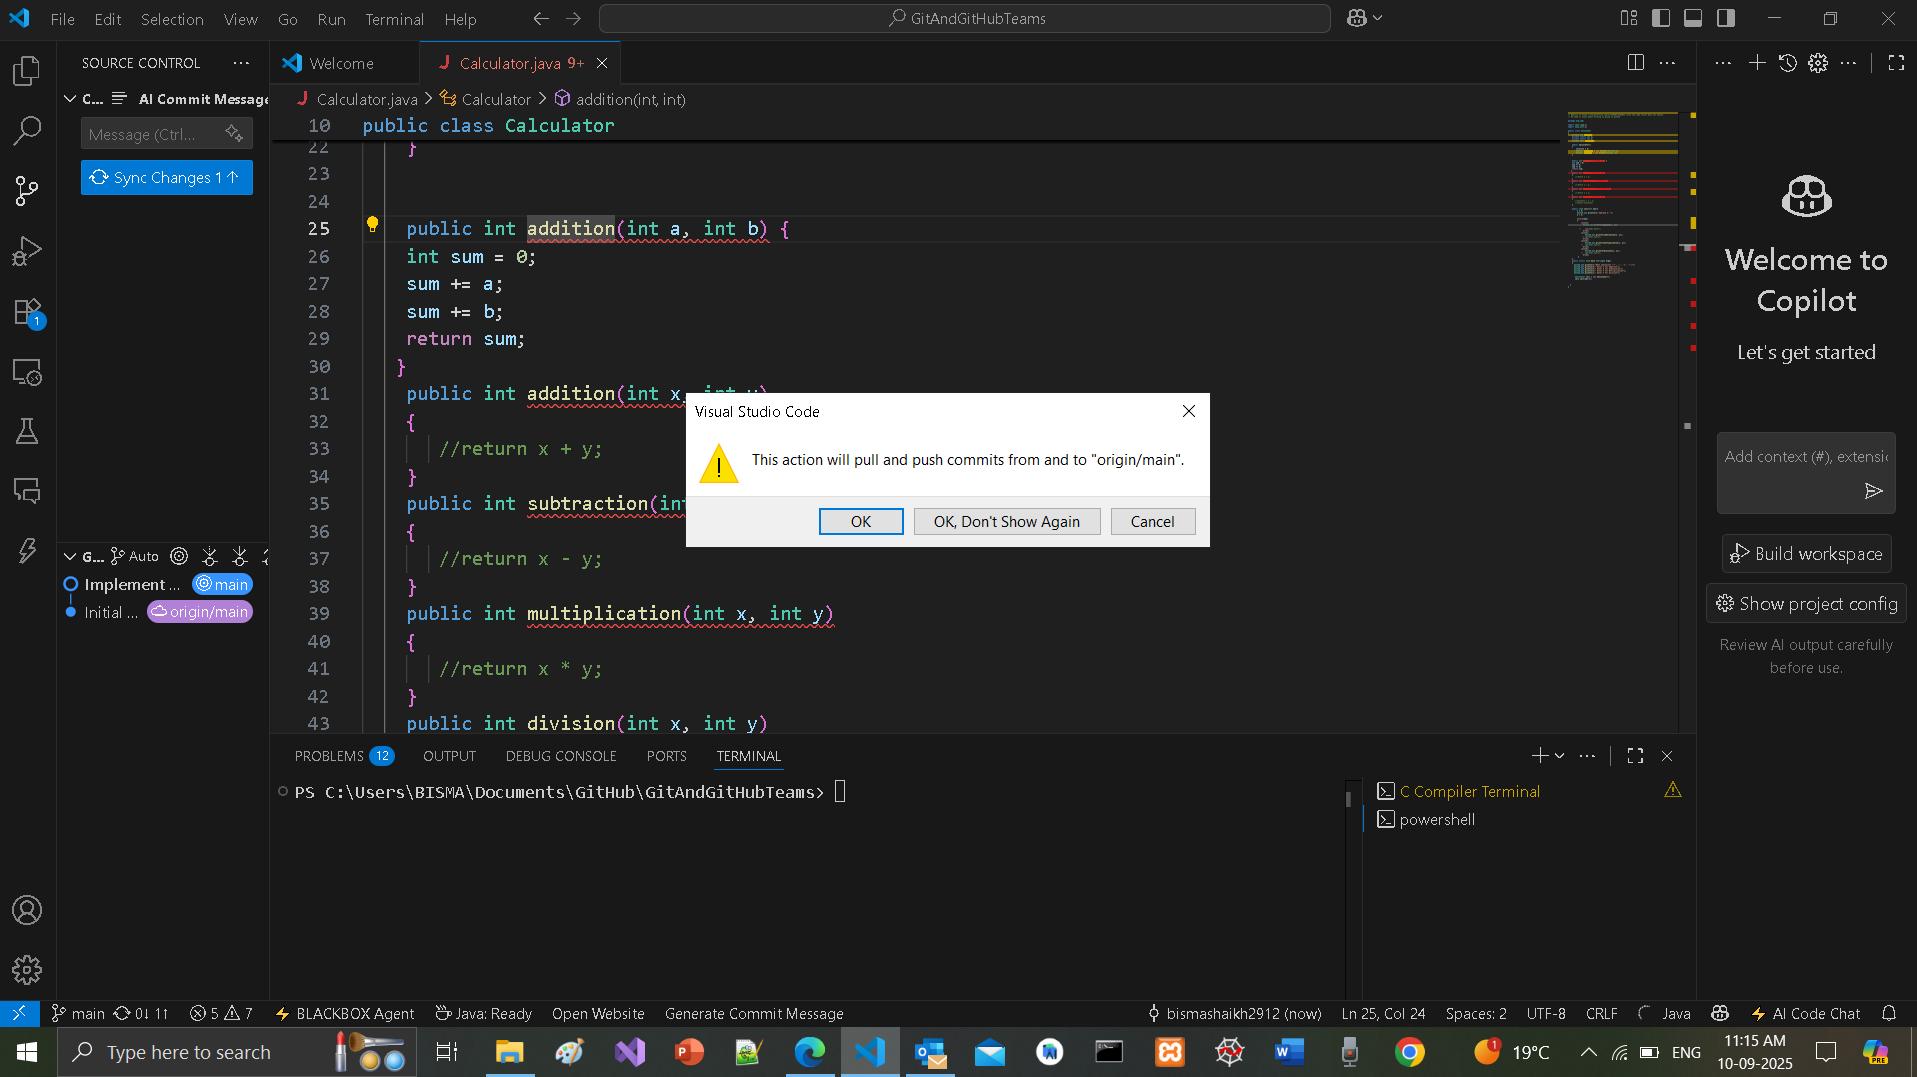 File Edit Selection View Go Run Terminal Help
GitAndGitHubTeams
SOURCE CONTROL
C... AI Commit Message
Message (Ctrl...
Sync Changes 1↑
1
G... Auto
Implement ... main
Initial ... origin/main
Welcome
J Calculator.java 9+
J Calculator.java > Calculator > addition(int, int)
10 public class Calculator
22 }
23
24
25 public int addition(int a, int b) {
26 int sum = 0;
27 sum += a;
28 sum += b;
29 return sum;
30 }
31 public int addition(int x, int y)
32 {
33 //return x + y;
34 }
35 public int subtraction(int
36 {
37 //return x - y;
38 }
39 public int multiplication(int x, int y)
40 {
41 //return x * y;
42 }
43 public int division(int x, int y)
Visual Studio Code
This action will pull and push commits from and to "origin/main".
OK
OK, Don't Show Again
Cancel
PROBLEMS 12 OUTPUT DEBUG CONSOLE PORTS TERMINAL
PS C:\Users\BISMA\Documents\GitHub\GitAndGitHubTeams>
C Compiler Terminal
powershell
Welcome to
Copilot
Let's get started
Add context (#), extensic
Build workspace
Show project config
Review AI output carefully
before use.
main 0↓ 1↑ 5 7 BLACKBOX Agent Java: Ready Open Website Generate Commit Message bismashaikh2912 (now) Ln 25, Col 24 Spaces: 2 UTF-8 CRLF Java AI Code Chat
Type here to search
1 19°C ENG
11:15 AM
10-09-2025
PRE